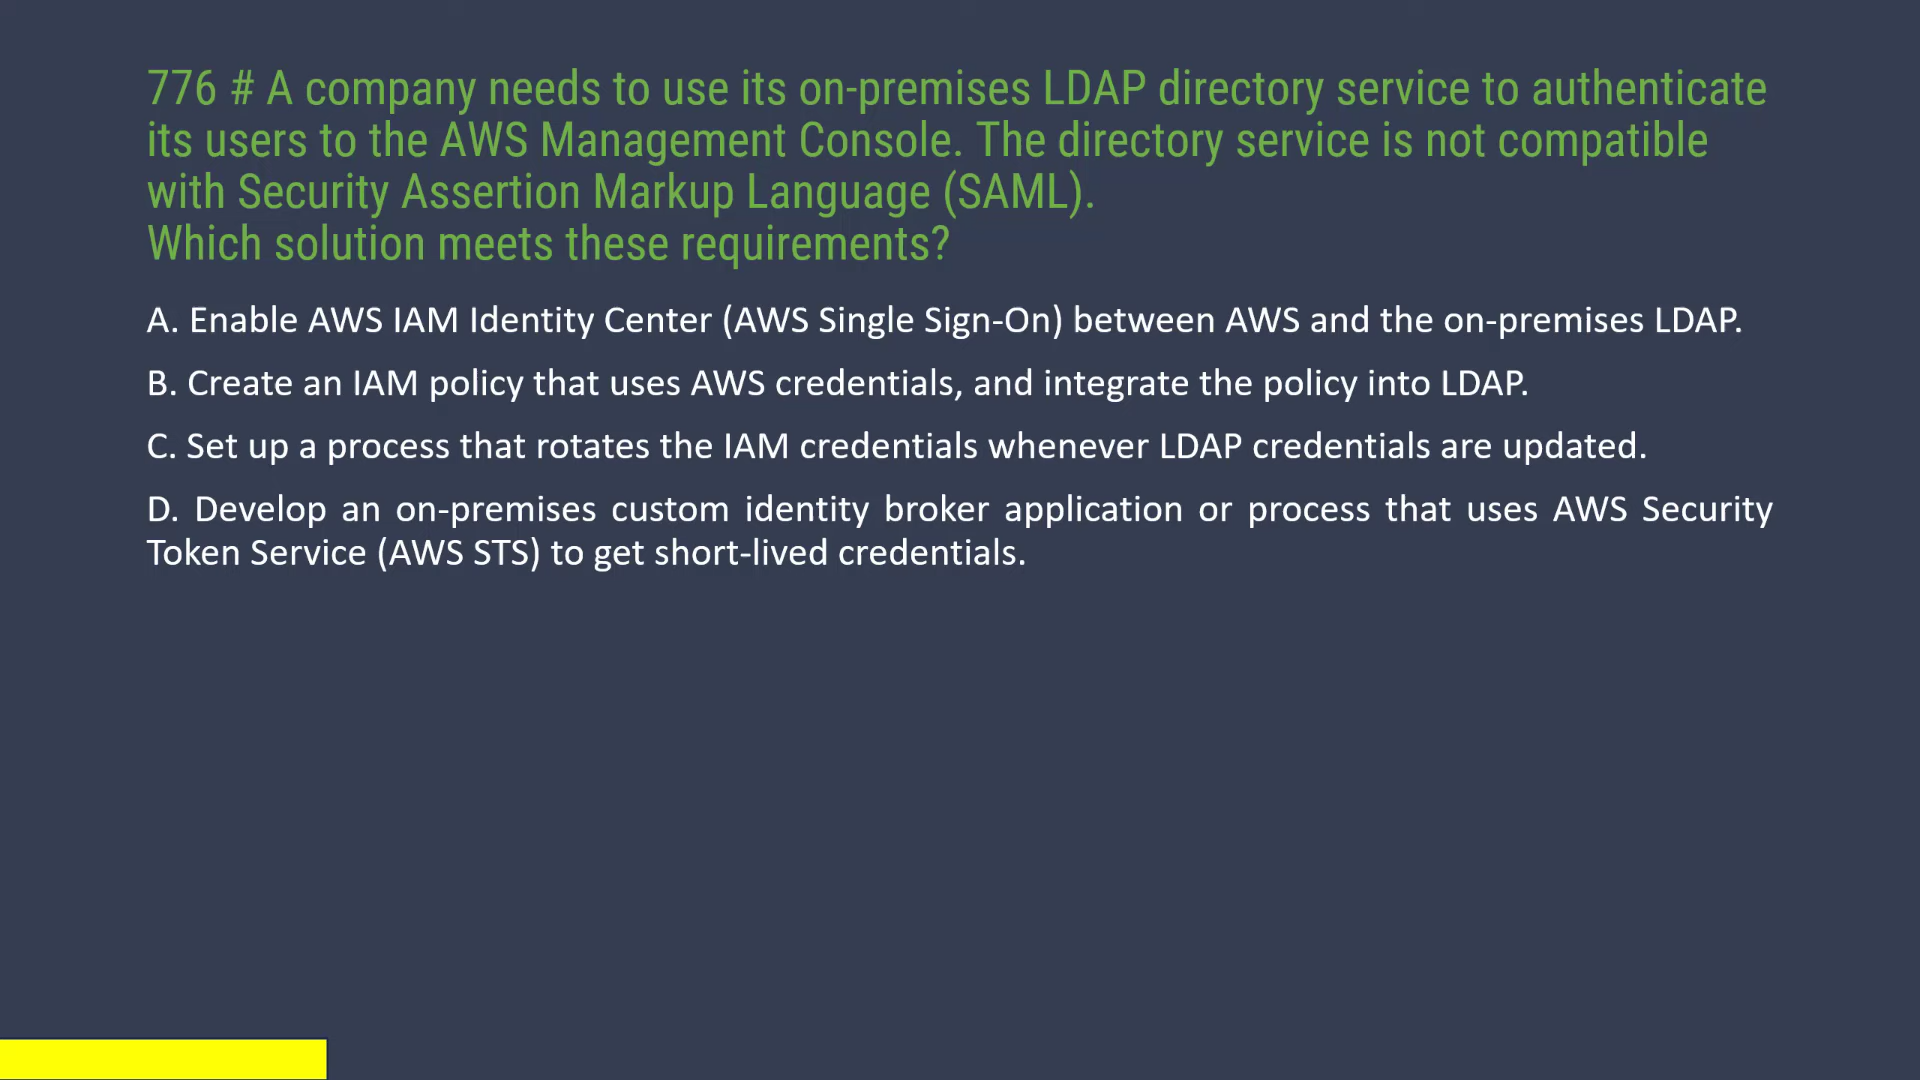 776 # A company needs to use its on-premises LDAP directory service to authenticate
its users to the AWS Management Console. The directory service is not compatible
with Security Assertion Markup Language (SAML).
Which solution meets these requirements?
A. Enable AWS IAM Identity Center (AWS Single Sign-On) between AWS and the on-premises LDAP.
B. Create an IAM policy that uses AWS credentials, and integrate the policy into LDAP.
C. Set up a process that rotates the IAM credentials whenever LDAP credentials are updated.
D. Develop an on-premises custom identity broker application or process that uses AWS Security
Token Service (AWS STS) to get short-lived credentials.